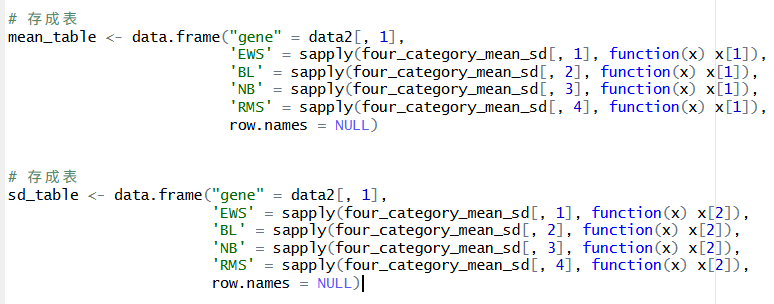 # 存成表
mean_table <- data.frame("gene" = data2[, 1],
'EWS' = sapply(four_category_mean_sd[, 1], function(x) x[1]),
'BL' = sapply(four_category_mean_sd[, 2], function(x) x[1]),
'NB' = sapply(four_category_mean_sd[, 3], function(x) x[1]),
'RMS' = sapply(four_category_mean_sd[, 4], function(x) x[1]),
row.names = NULL)
# 存成表
sd_table <- data.frame("gene" = data2[, 1],
'EWS' = sapply(four_category_mean_sd[, 1], function(x) x[2]),
'BL' = sapply(four_category_mean_sd[, 2], function(x) x[2]),
'NB' = sapply(four_category_mean_sd[, 3], function(x) x[2]),
'RMS' = sapply(four_category_mean_sd[, 4], function(x) x[2]),
row.names = NULL)